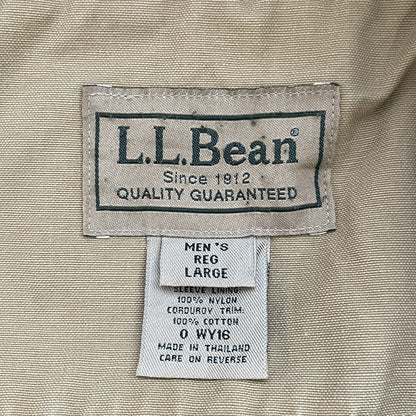 L.L.Bean®
Since 1912
QUALITY GUARANTEED
MEN'S
REG
LARGE
SLEEVE LINING:
100% NYLON
CORDUROY TRIM:
100% COTTON
0 WY16
MADE IN THAILAND
CARE ON REVERSE